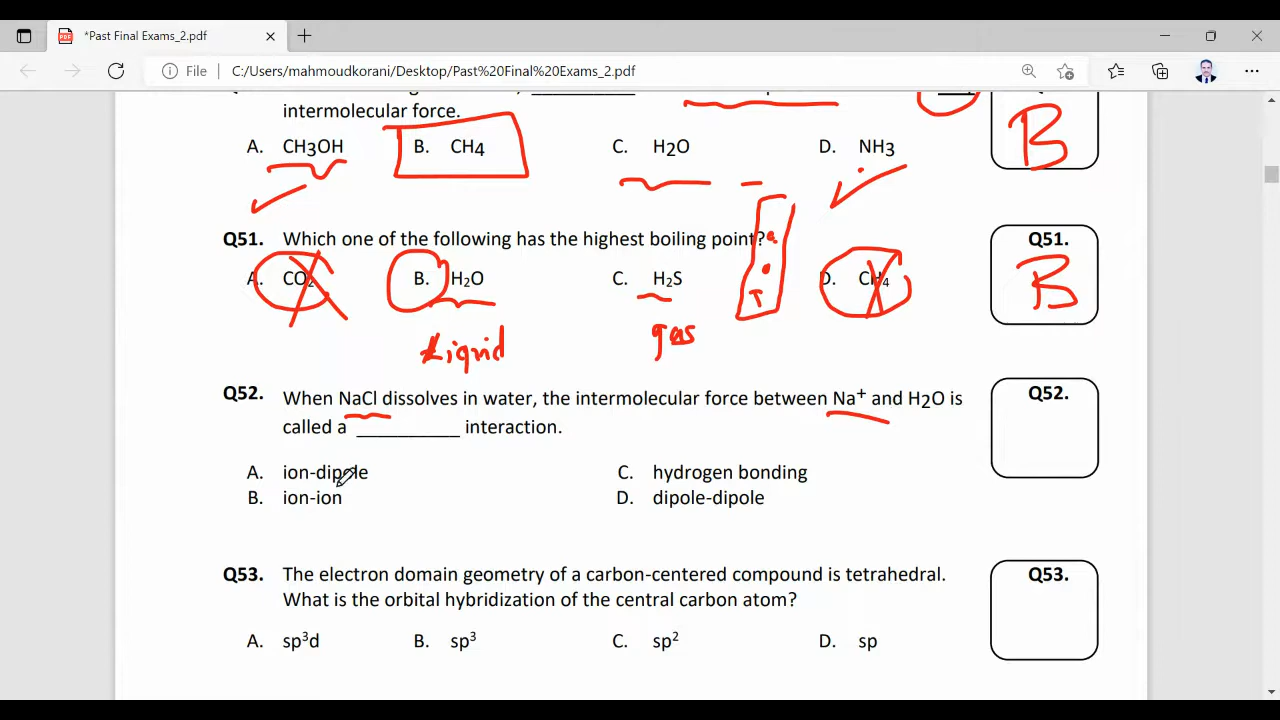 *Past Final Exams_2.pdf
File C:/Users/mahmoudkorani/Desktop/Past%20Final%20Exams_2.pdf
intermolecular force.
A. CH3OH B. CH4 C. H2O D. NH3
B
Q51. Which one of the following has the highest boiling point? Q51.
A. CO2 B. H2O C. H2S D. CH4
B
Liquid gas
Q52. When NaCl dissolves in water, the intermolecular force between Na+ and H2O is Q52.
called a __________ interaction.
A. ion-dipole C. hydrogen bonding
B. ion-ion D. dipole-dipole
Q53. The electron domain geometry of a carbon-centered compound is tetrahedral. Q53.
What is the orbital hybridization of the central carbon atom?
A. sp³d B. sp³ C. sp² D. sp